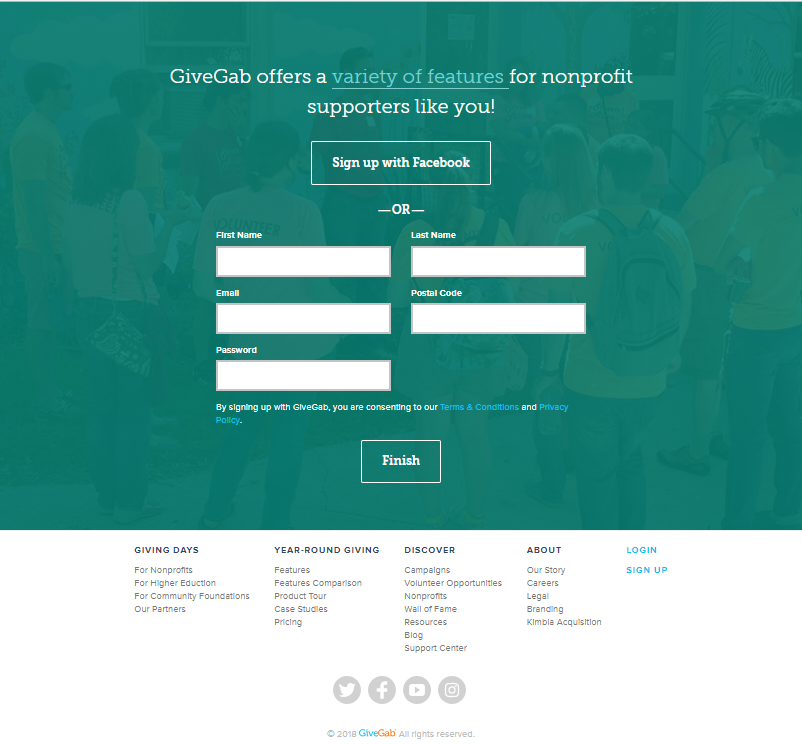 GiveGab offers a variety of features for nonprofit
supporters like you!
Sign up with Facebook
—OR—
First Name
Last Name
Email
Postal Code
Password
By signing up with GiveGab, you are consenting to our Terms & Conditions and Privacy
Policy.
Finish
GIVING DAYS
For Nonprofits
For Higher Eduction
For Community Foundations
Our Partners
YEAR-ROUND GIVING
Features
Features Comparison
Product Tour
Case Studies
Pricing
DISCOVER
Campaigns
Volunteer Opportunities
Nonprofits
Wall of Fame
Resources
Blog
Support Center
ABOUT
Our Story
Careers
Legal
Branding
Kimbia Acquisition
LOGIN
SIGN UP
© 2018 GiveGab All rights reserved.